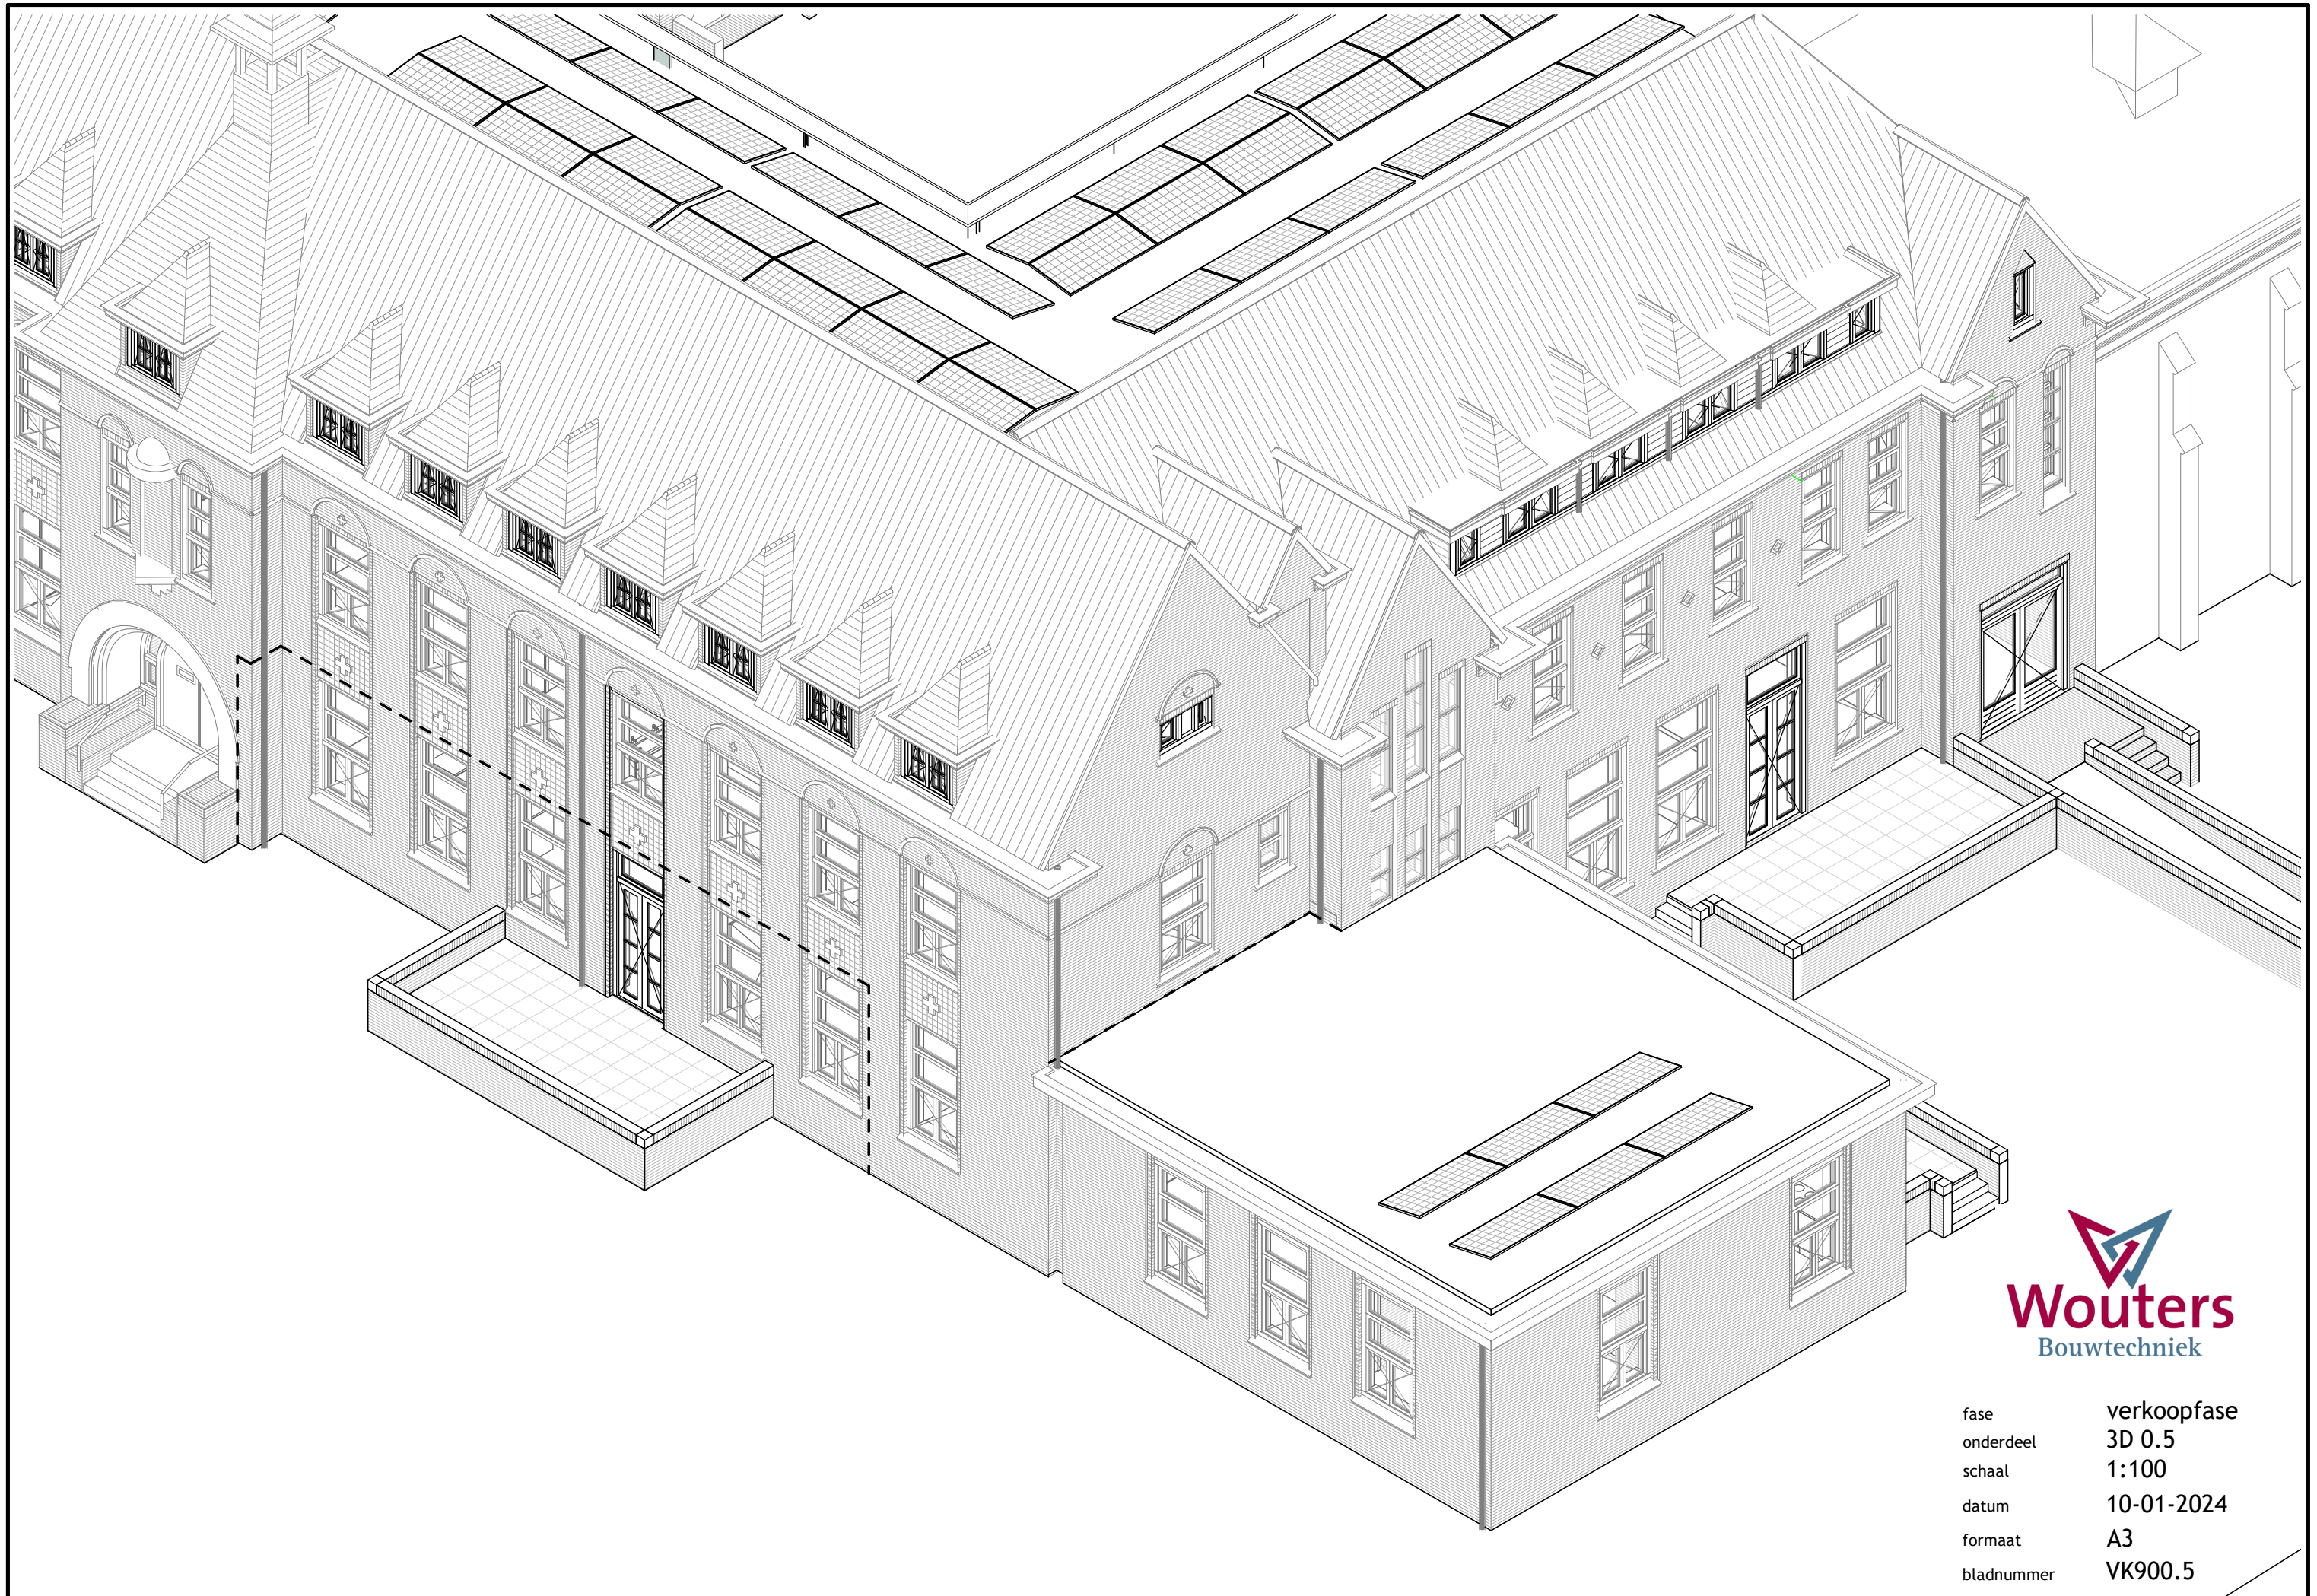 Wouters
Bouwtechniek
fase verkoopfase
onderdeel 3D 0.5
schaal 1:100
datum 10-01-2024
formaat A3
bladnummer VK900.5